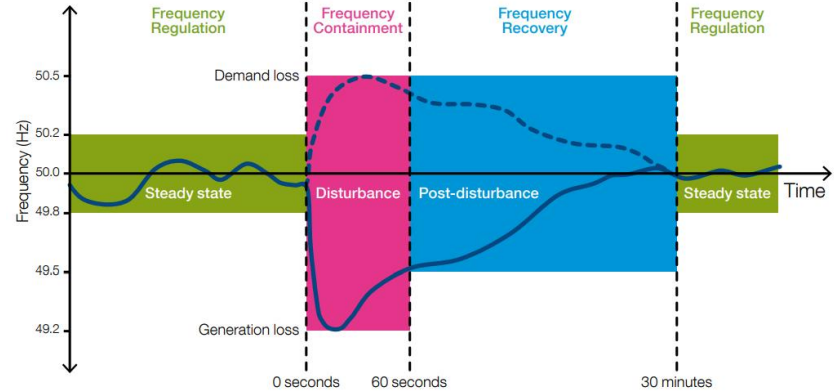 Frequency
Regulation
Frequency
Containment
Frequency
Recovery
Frequency
Regulation
Frequency (Hz)
50.5
50.2
50.0
49.8
49.5
49.2
Demand loss
Generation loss
Steady state
Disturbance
Post-disturbance
Steady state
Time
0 seconds
60 seconds
30 minutes